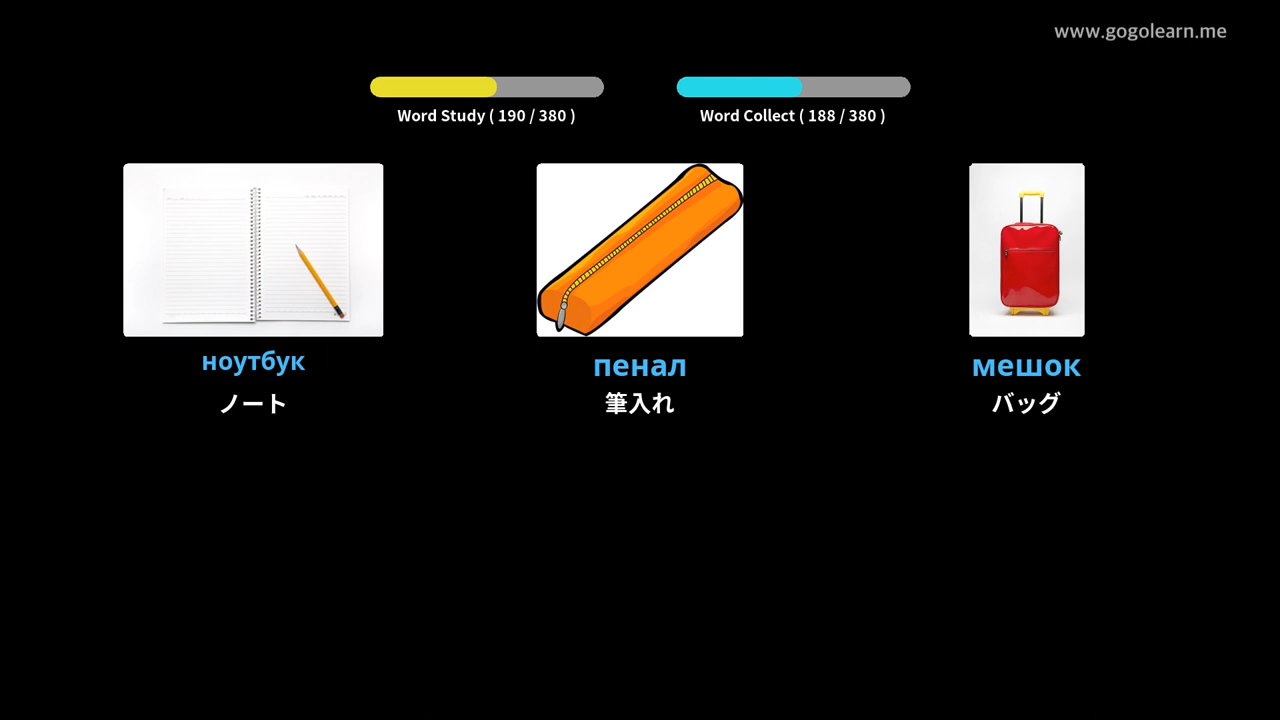 www.gogolearn.me
Word Study ( 190 / 380 )
Word Collect ( 188 / 380 )
ноутбук
пенал
мешок
ノート
筆入れ
バッグ